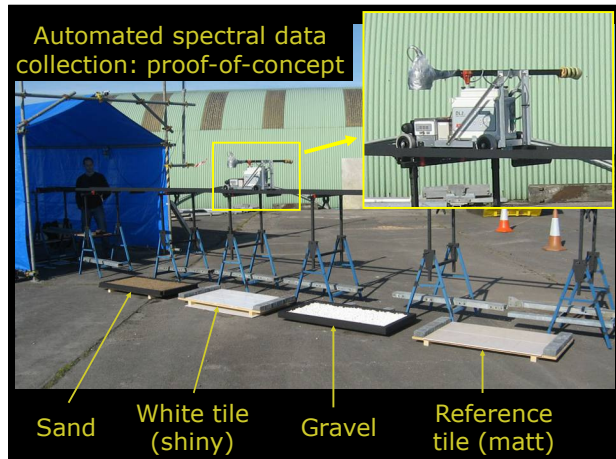 Automated spectral data
collection: proof-of-concept
Sand
White tile
(shiny)
Gravel
Reference
tile (matt)